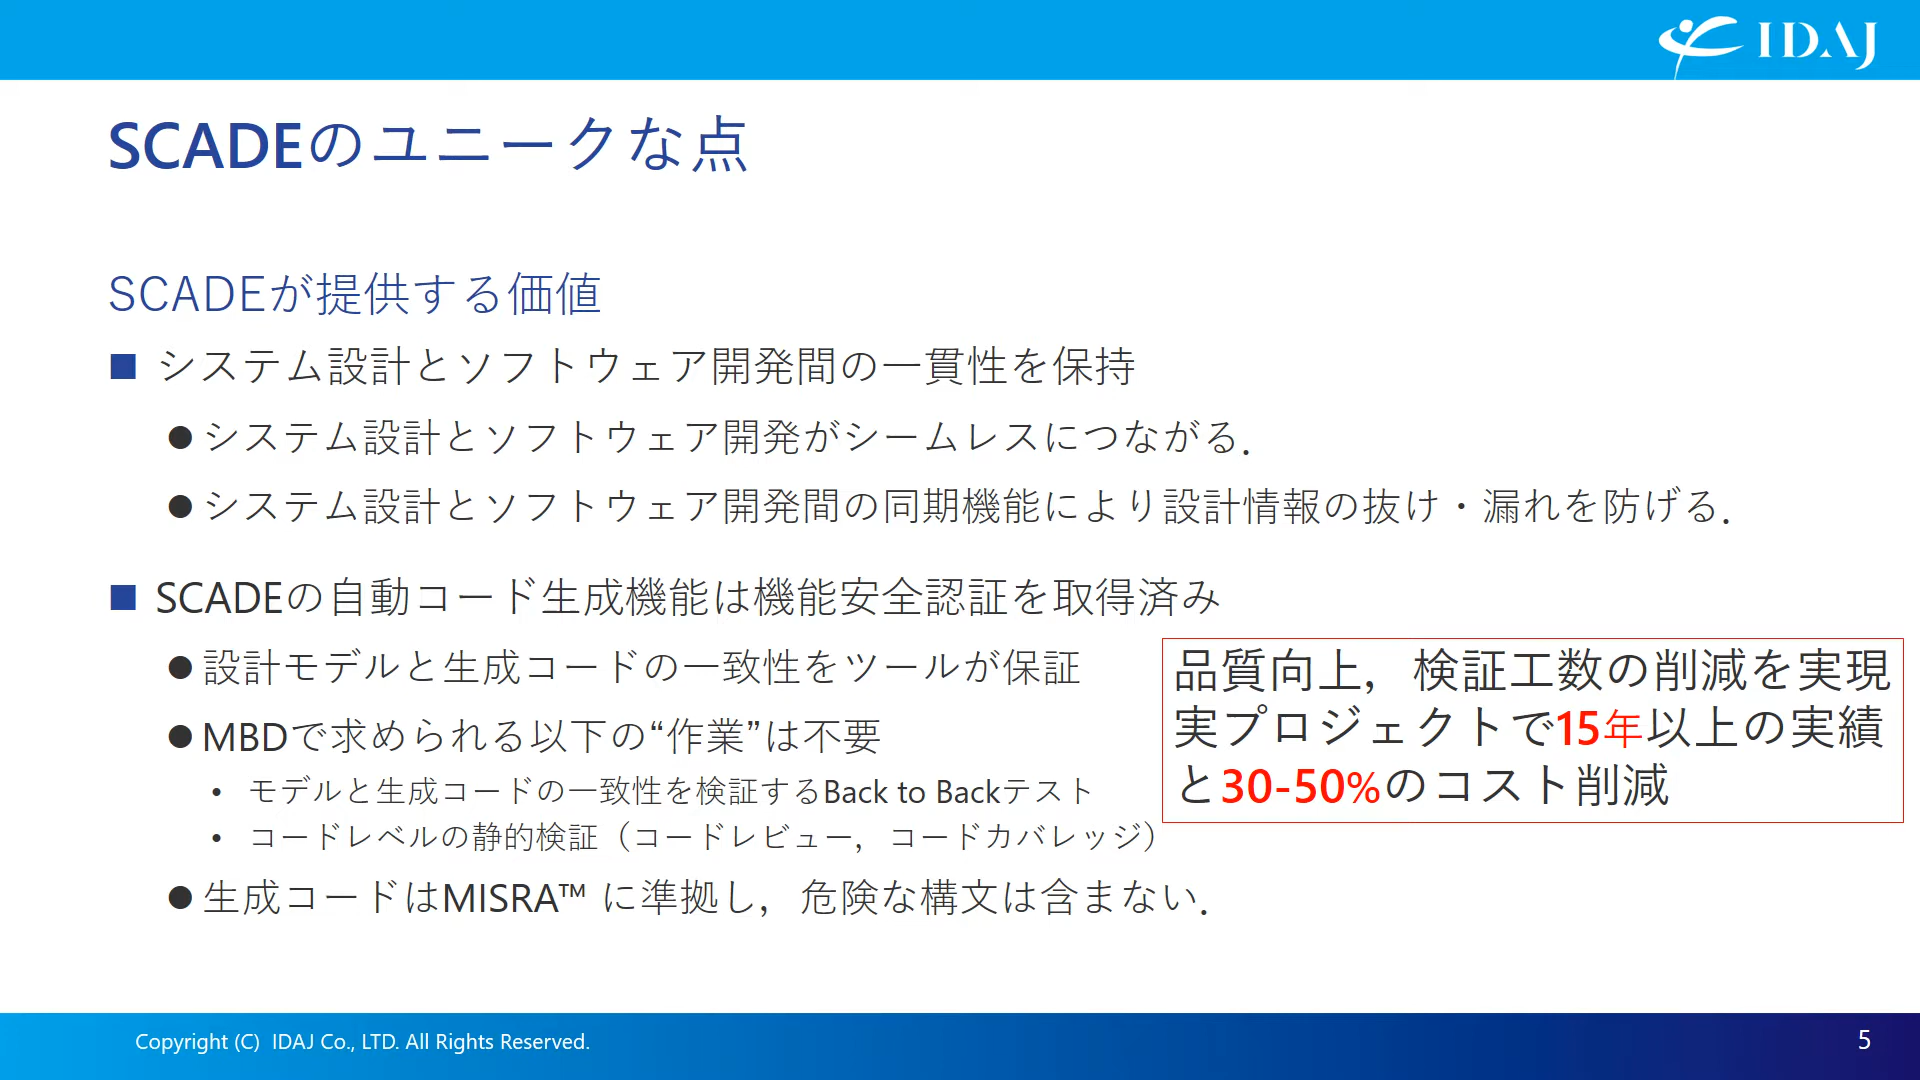 IDAJ
SCADEのユニークな点
SCADEが提供する価値
■ システム設計とソフトウェア開発間の一貫性を保持
● システム設計とソフトウェア開発がシームレスにつながる．
● システム設計とソフトウェア開発間の同期機能により設計情報の抜け・漏れを防げる．
■ SCADEの自動コード生成機能は機能安全認証を取得済み
● 設計モデルと生成コードの一致性をツールが保証
● MBDで求められる以下の“作業”は不要
• モデルと生成コードの一致性を検証するBack to Backテスト
• コードレベルの静的検証（コードレビュー，コードカバレッジ）
● 生成コードはMISRA™ に準拠し，危険な構文は含まない．
品質向上，検証工数の削減を実現
実プロジェクトで15年以上の実績
と30-50%のコスト削減
Copyright (C)  IDAJ Co., LTD. All Rights Reserved.
5